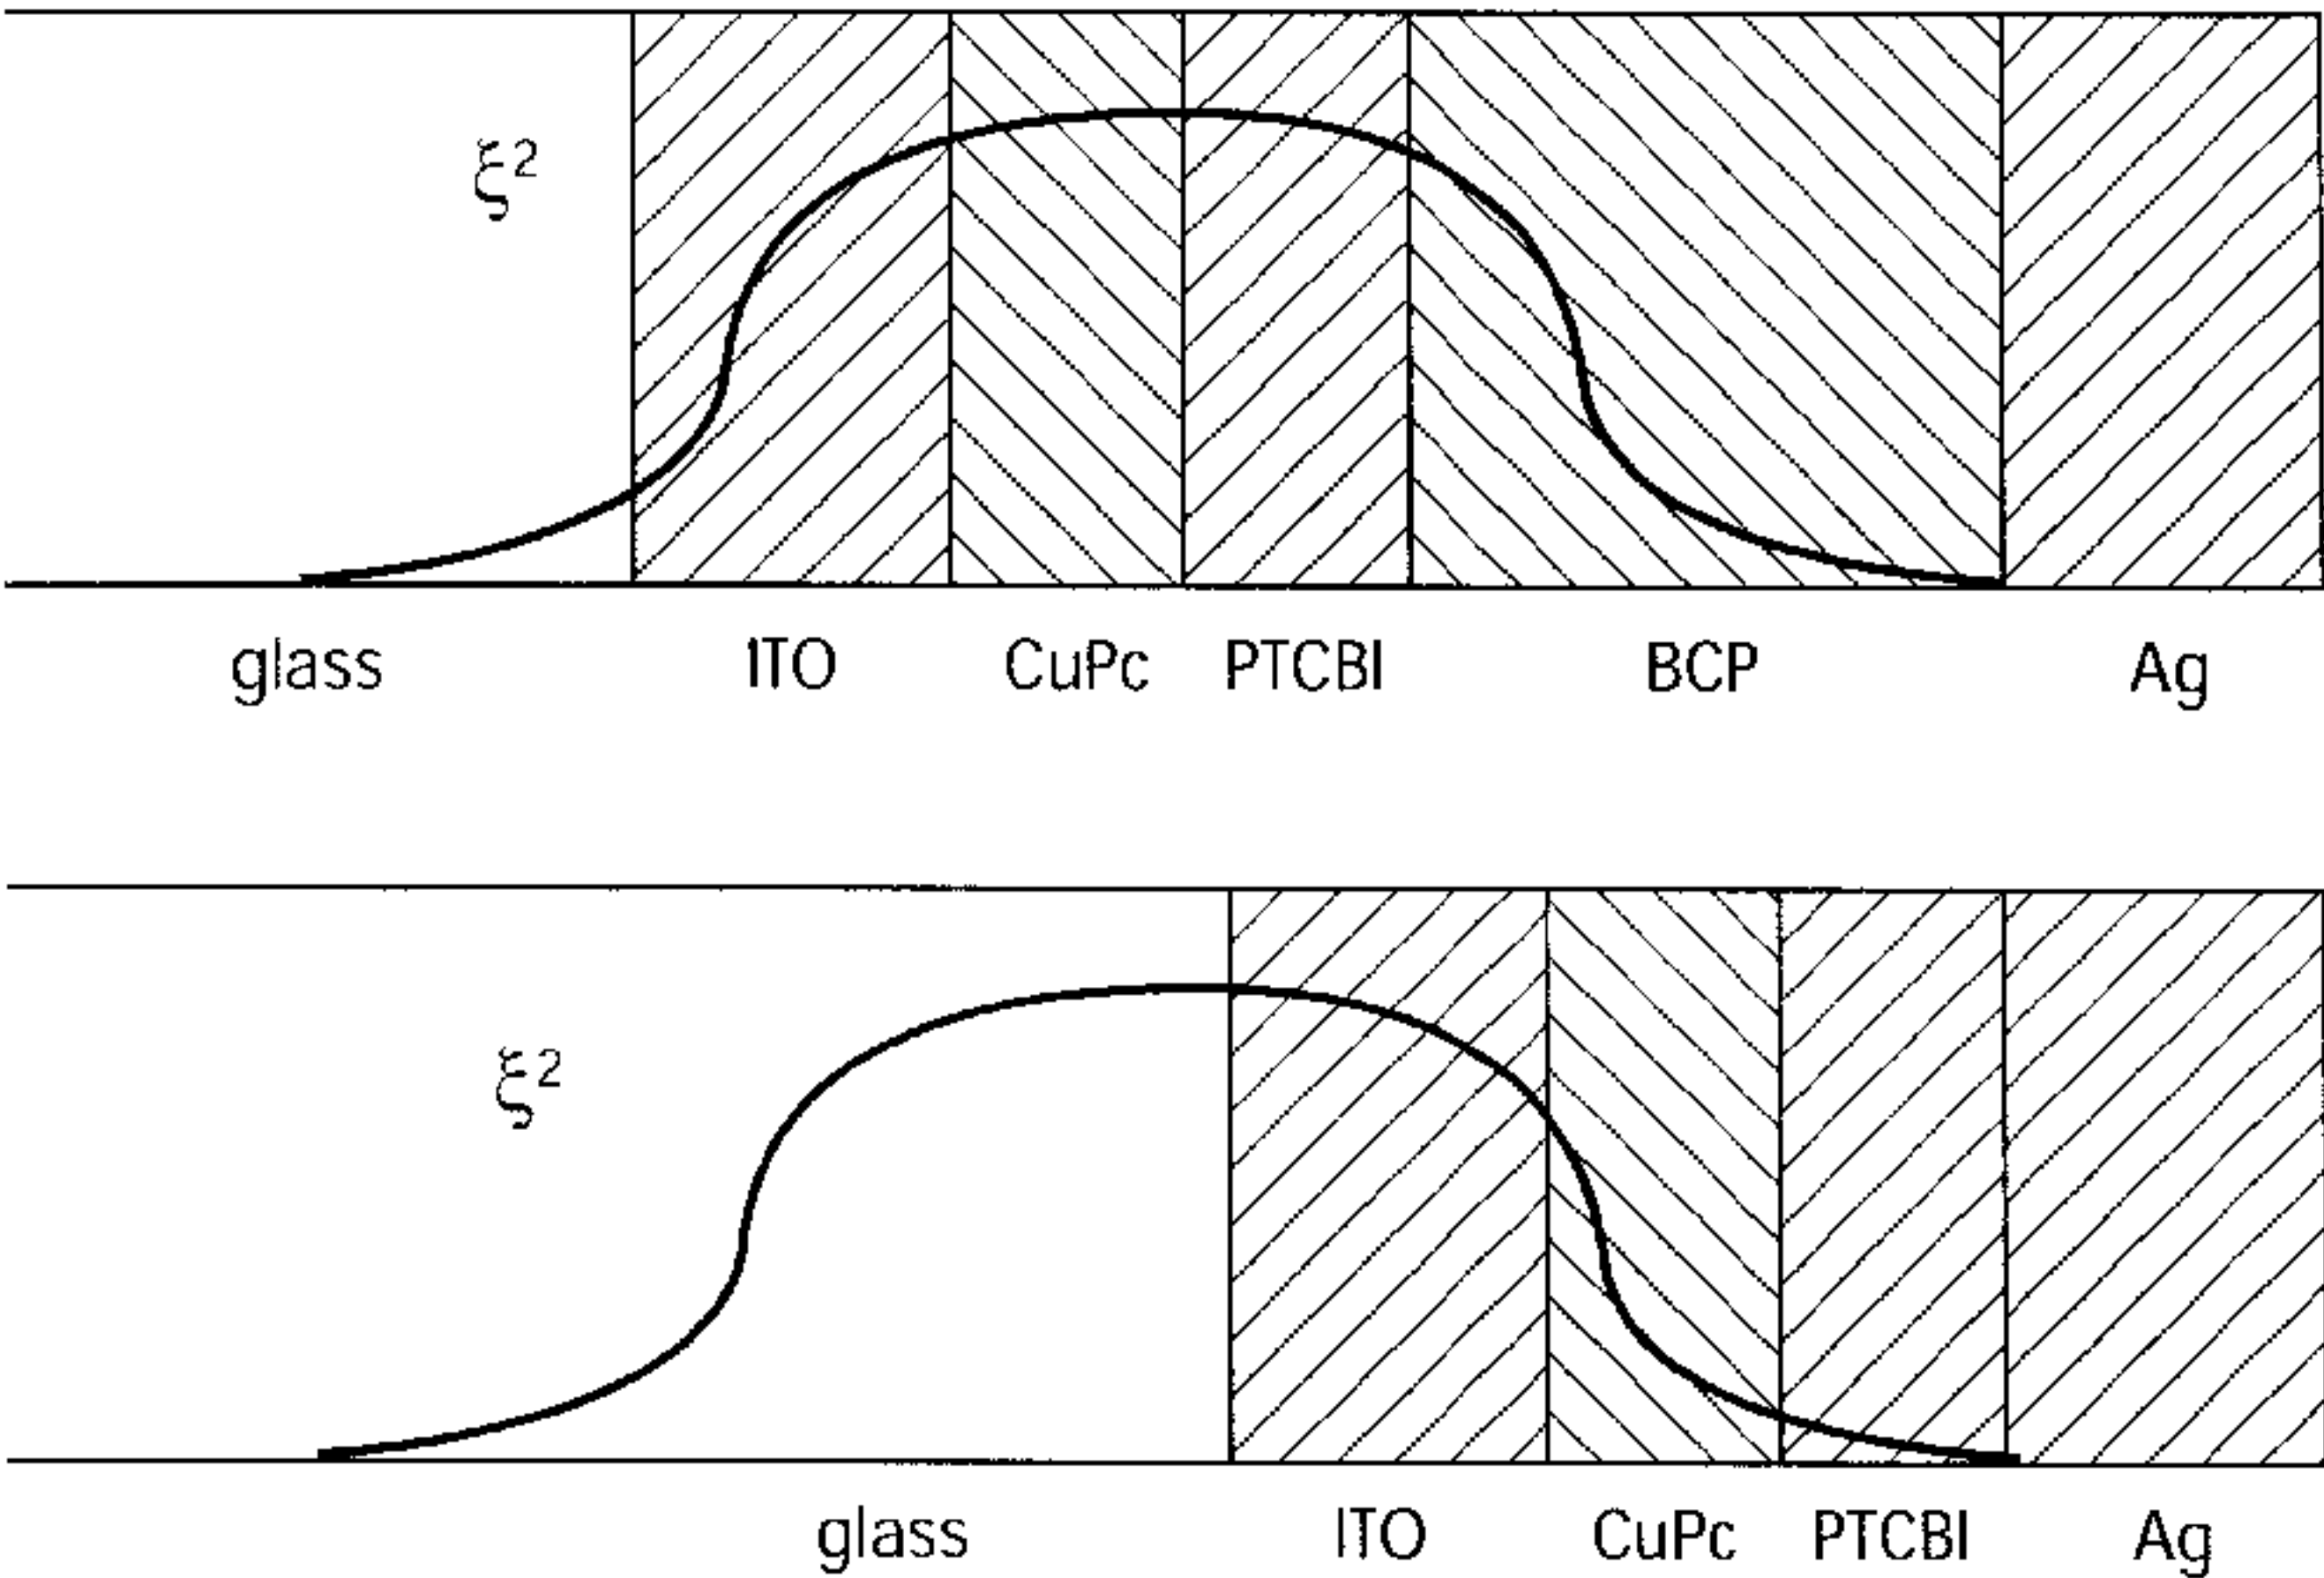 ξ²
glass ITO CuPc PTCBI BCP Ag
ξ²
glass ITO CuPc PTCBI Ag